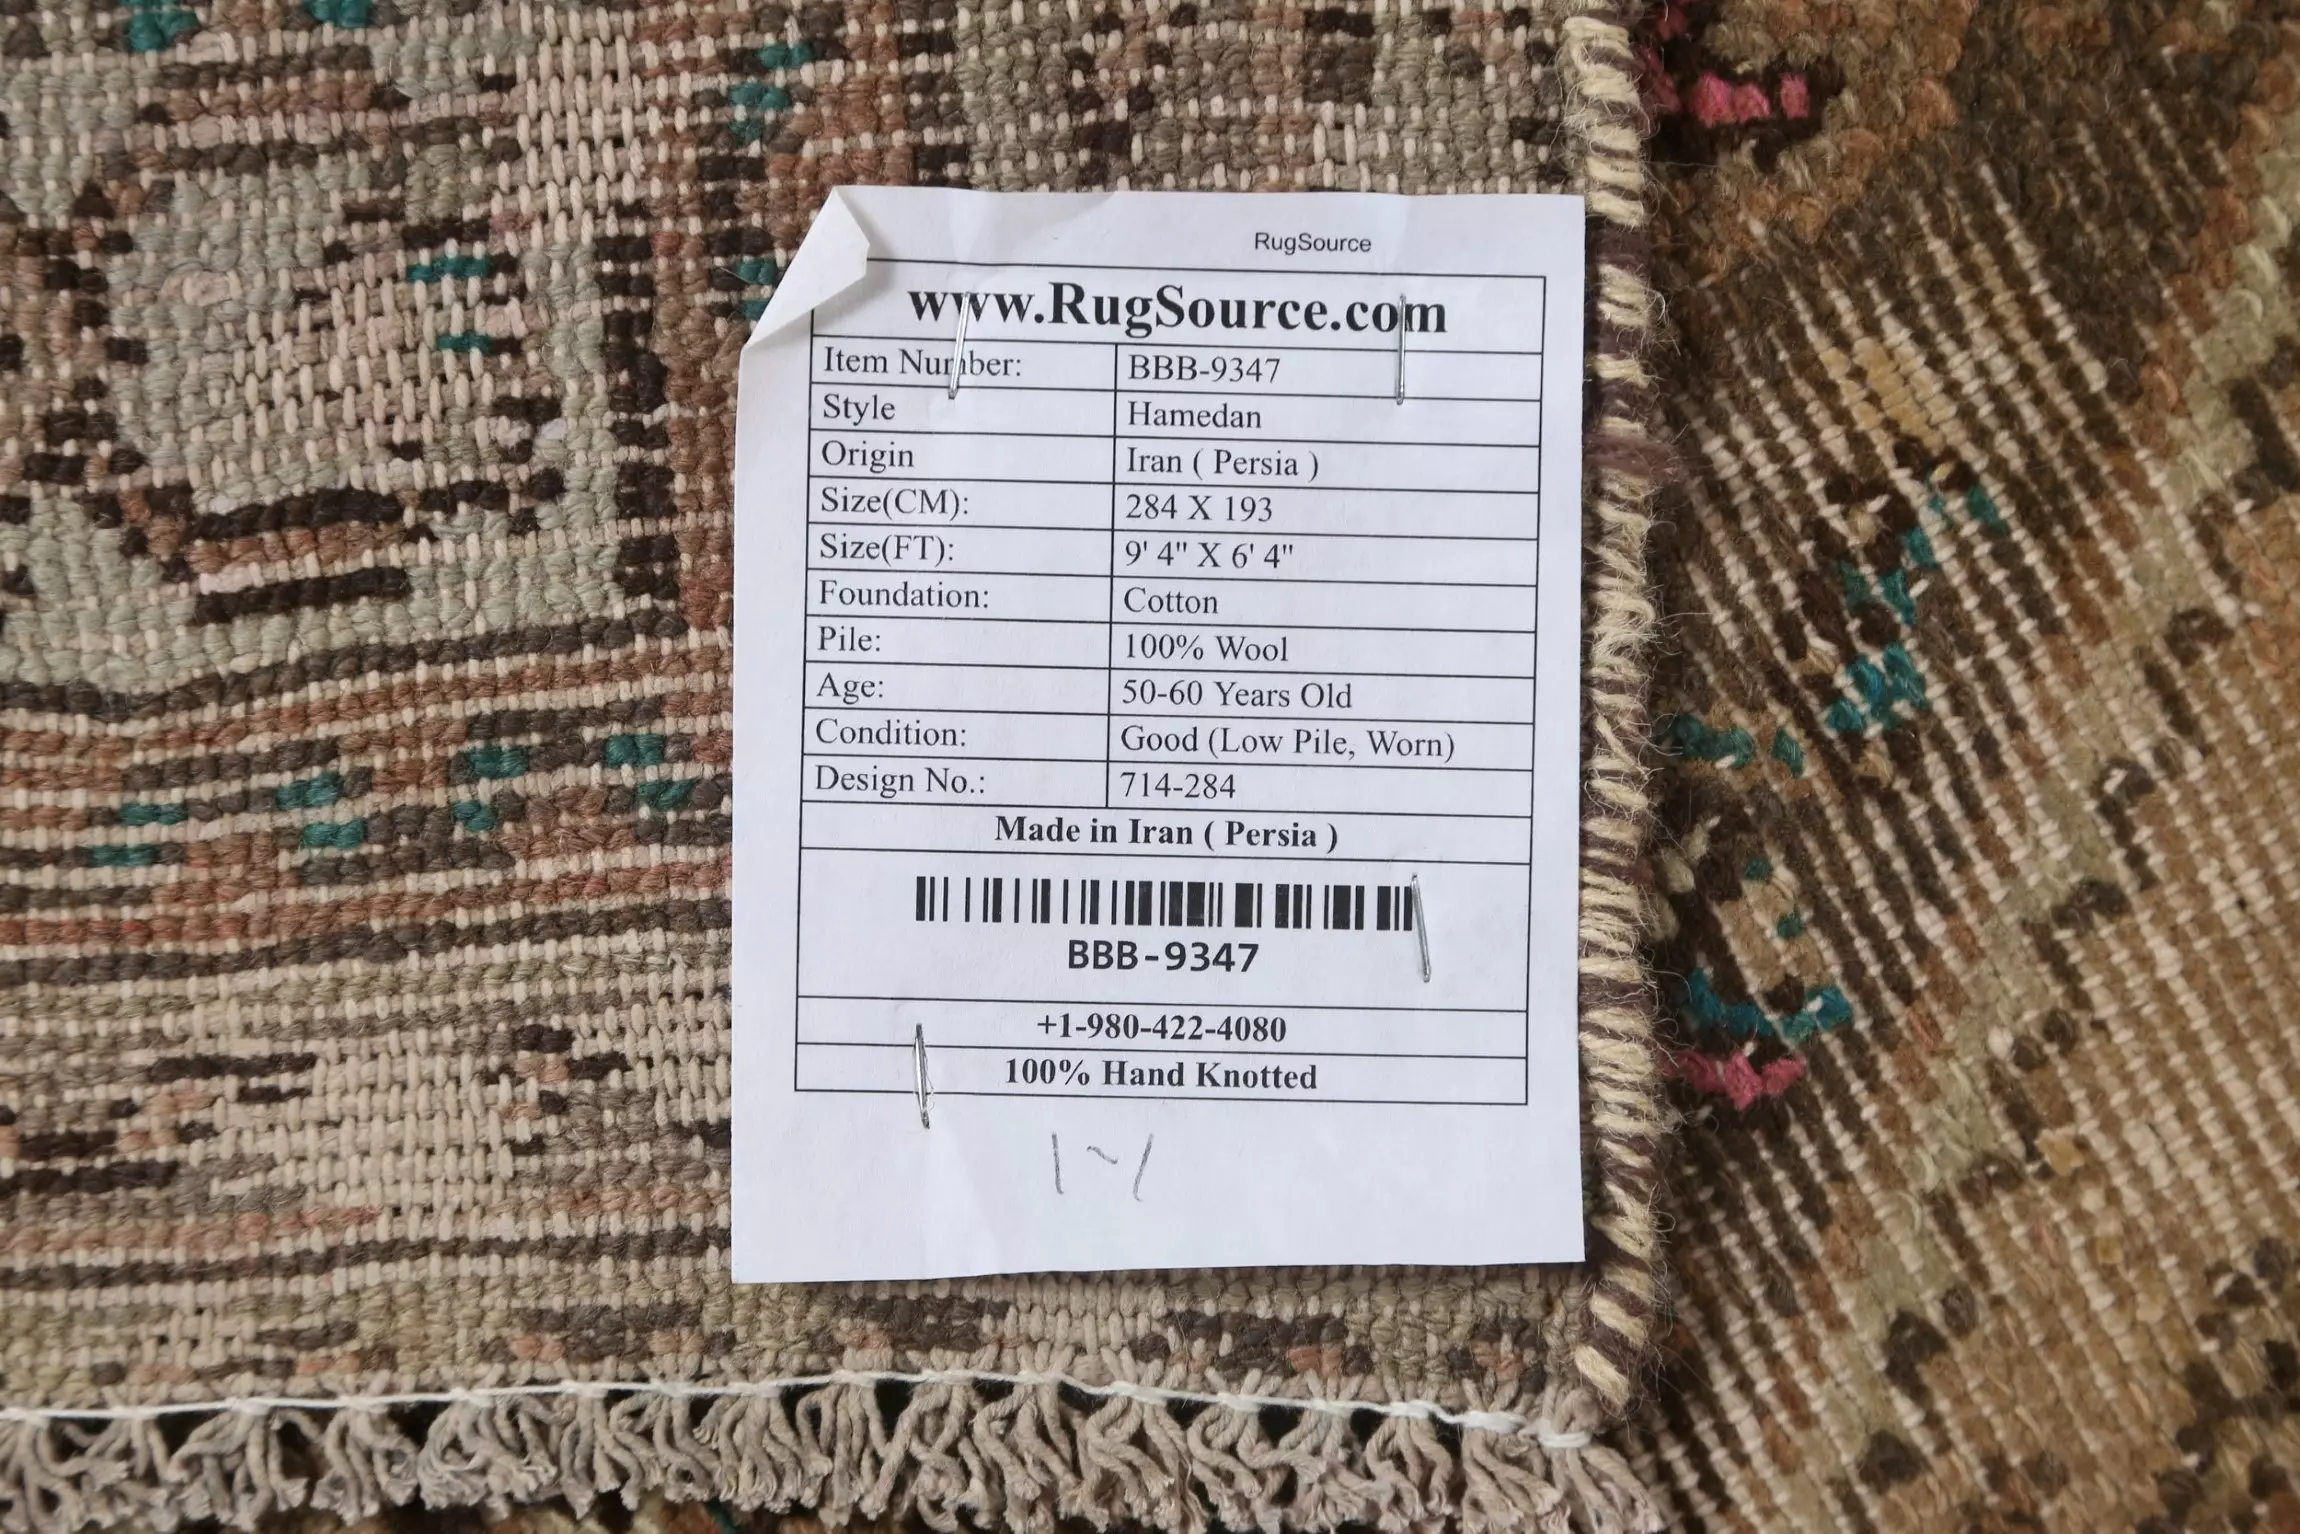 RugSource
www.RugSource.com
Item Number: BBB-9347
Style Hamedan
Origin Iran ( Persia )
Size(CM): 284 X 193
Size(FT): 9' 4" X 6' 4"
Foundation: Cotton
Pile: 100% Wool
Age: 50-60 Years Old
Condition: Good (Low Pile, Worn)
Design No.: 714-284
Made in Iran ( Persia )
BBB-9347
+1-980-422-4080
100% Hand Knotted